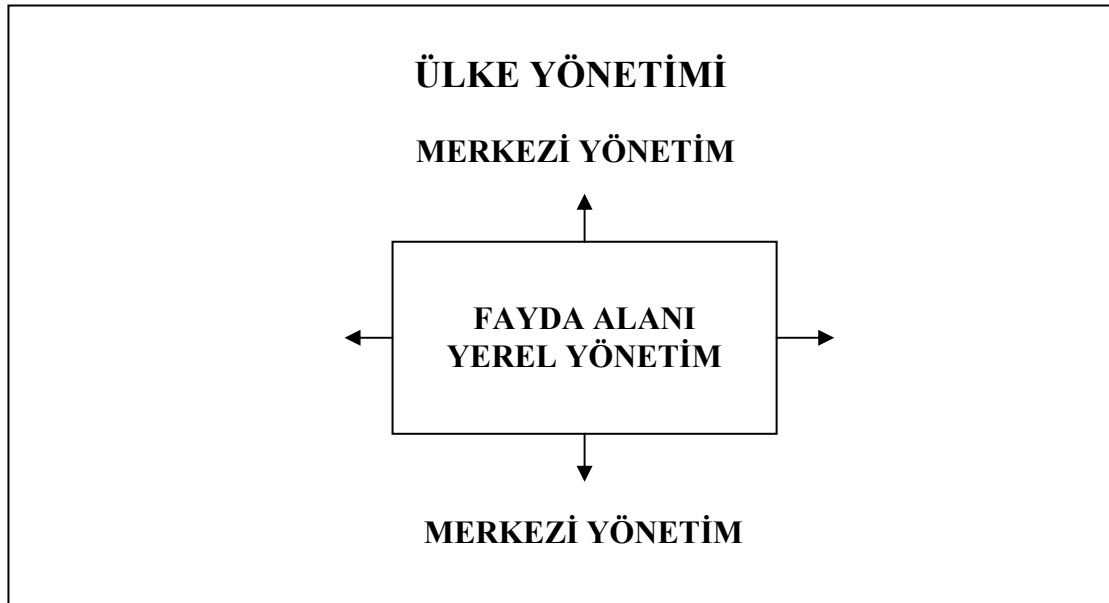 ÜLKE YÖNETİMİ
MERKEZİ YÖNETİM
FAYDA ALANI
YEREL YÖNETİM
MERKEZİ YÖNETİM